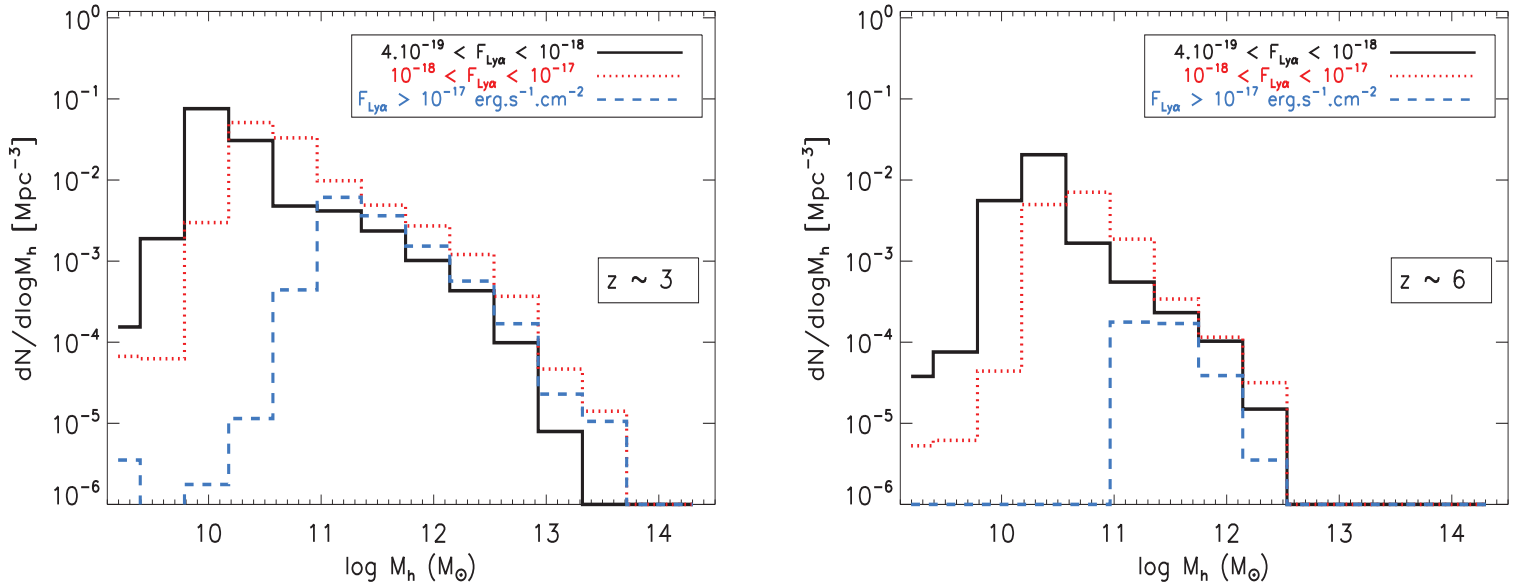 10⁰
10⁻¹
10⁻²
10⁻³
10⁻⁴
10⁻⁵
10⁻⁶
dN/dlogM_h [Mpc⁻³]
4.10⁻¹⁹ < F_Lyα < 10⁻¹⁸
10⁻¹⁸ < F_Lyα < 10⁻¹⁷
F_Lyα > 10⁻¹⁷ erg.s⁻¹.cm⁻²
z ~ 3
10 11 12 13 14
log M_h (M_⊙)
10⁰
10⁻¹
10⁻²
10⁻³
10⁻⁴
10⁻⁵
10⁻⁶
dN/dlogM_h [Mpc⁻³]
4.10⁻¹⁹ < F_Lyα < 10⁻¹⁸
10⁻¹⁸ < F_Lyα < 10⁻¹⁷
F_Lyα > 10⁻¹⁷ erg.s⁻¹.cm⁻²
z ~ 6
10 11 12 13 14
log M_h (M_⊙)